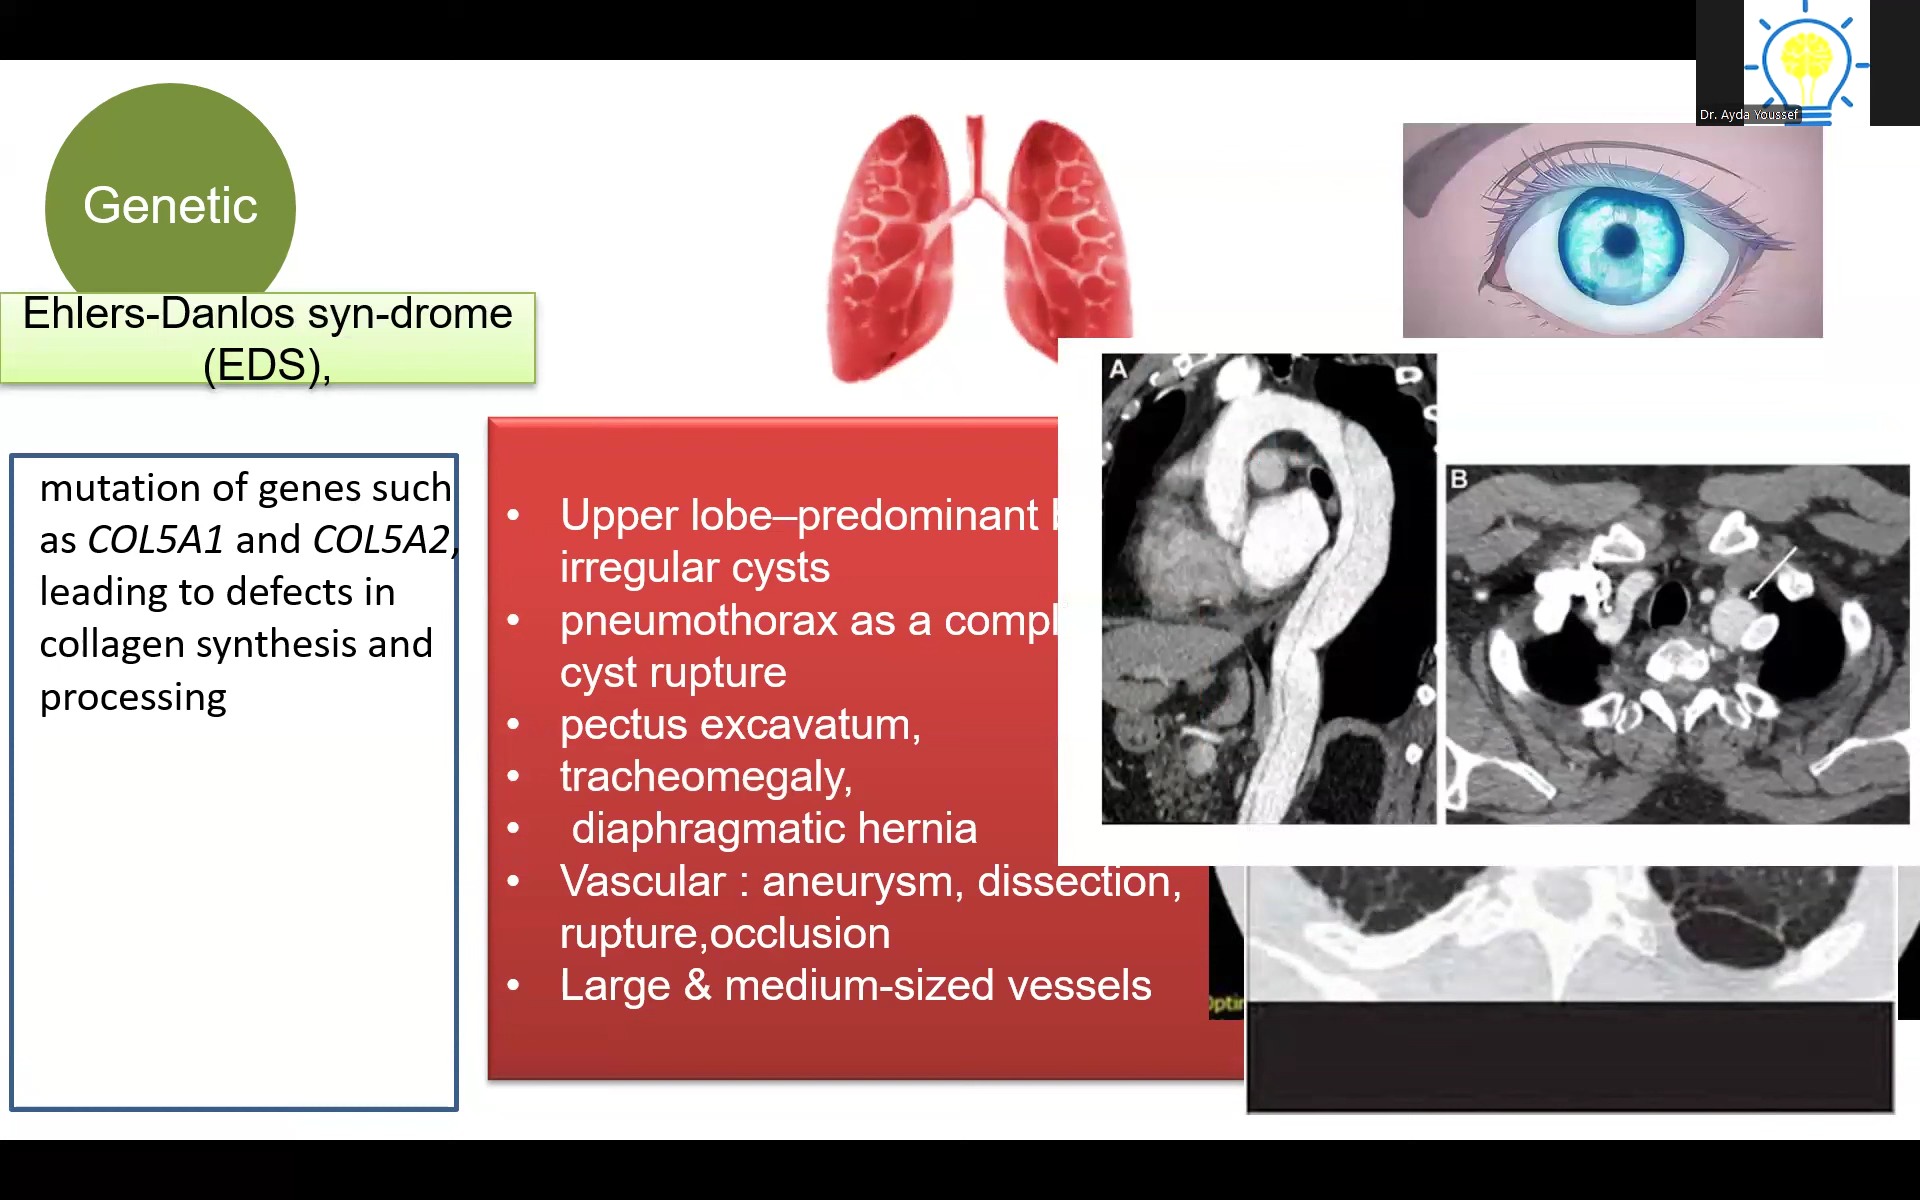 Dr. Ayda Youssef
Genetic
Ehlers-Danlos syn-drome
(EDS),
mutation of genes such
as COL5A1 and COL5A2,
leading to defects in
collagen synthesis and
processing
• Upper lobe–predominant
irregular cysts
• pneumothorax as a
cyst rupture
• pectus excavatum,
• tracheomegaly,
• diaphragmatic hernia
• Vascular : aneurysm, dissection,
rupture,occlusion
• Large & medium-sized vessels
A
B